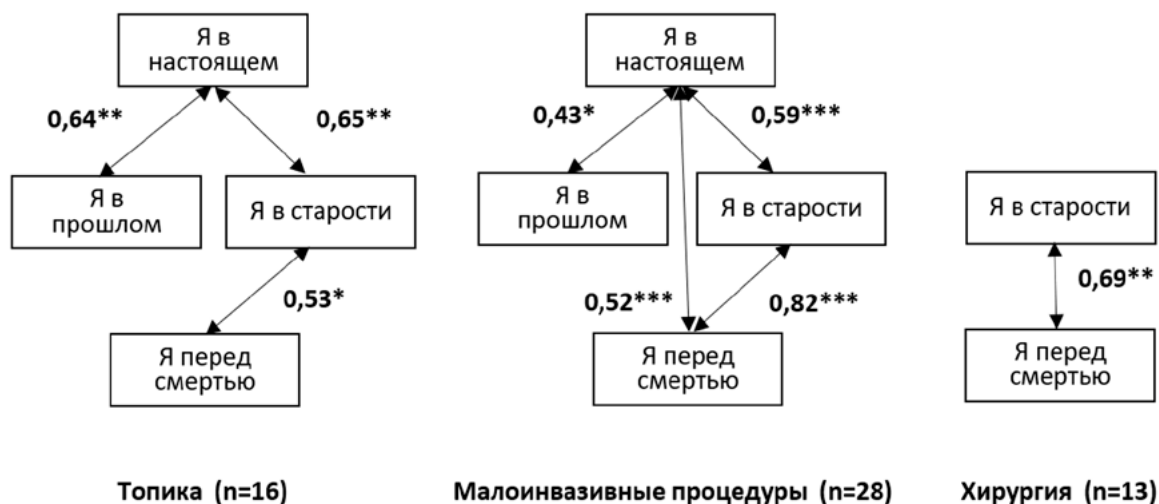 Я в
настоящем
0,64**
0,65**
Я в
прошлом
Я в старости
0,53*
Я перед
смертью
Топика (n=16)
Я в
настоящем
0,43*
0,59***
Я в
прошлом
Я в старости
0,52***
0,82***
Я перед
смертью
Малоинвазивные процедуры (n=28)
Я в старости
0,69**
Я перед
смертью
Хирургия (n=13)